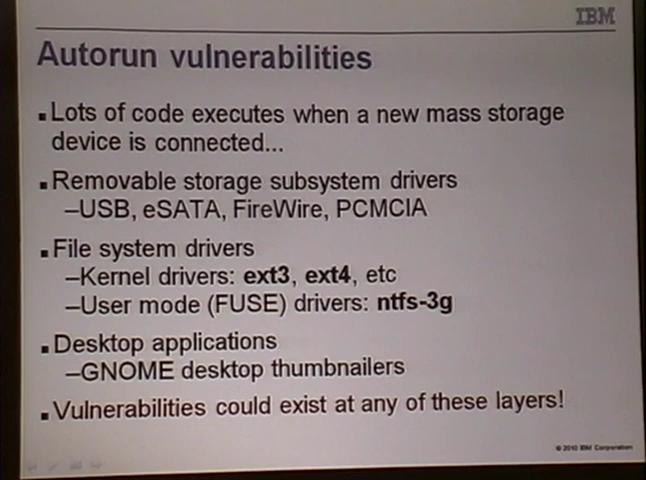 IBM
Autorun vulnerabilities
▪Lots of code executes when a new mass storage
device is connected...
▪Removable storage subsystem drivers
–USB, eSATA, FireWire, PCMCIA
▪File system drivers
–Kernel drivers: ext3, ext4, etc
–User mode (FUSE) drivers: ntfs-3g
▪Desktop applications
–GNOME desktop thumbnailers
▪Vulnerabilities could exist at any of these layers!
© 2010 IBM Corporation